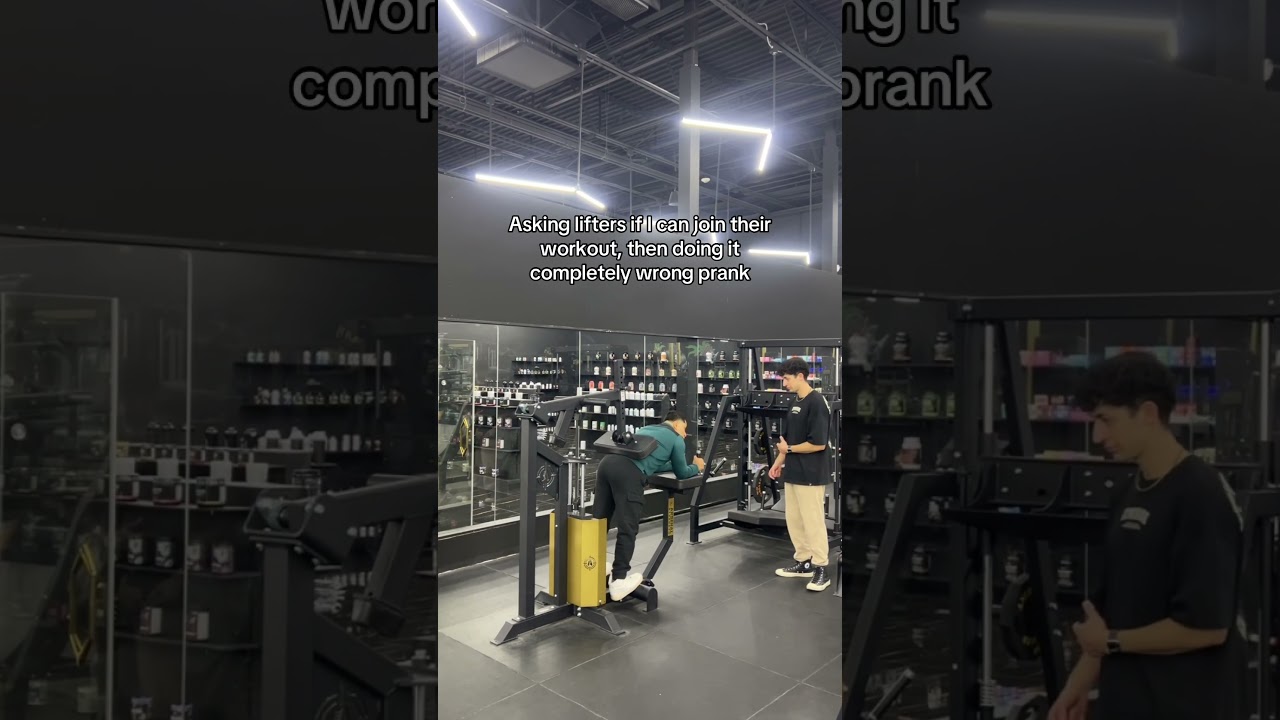 Asking lifters if I can join their
workout, then doing it
completely wrong prank